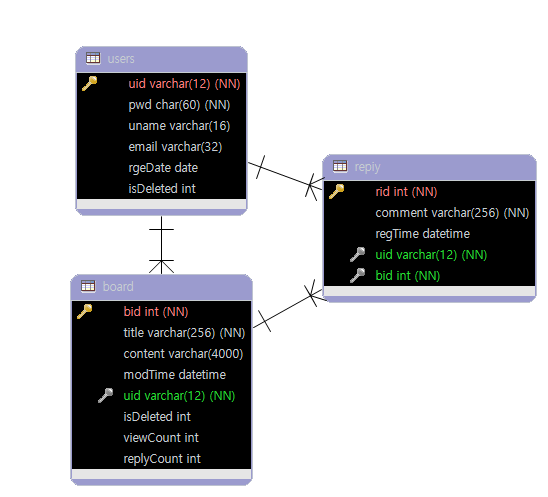 users
uid varchar(12) (NN)
pwd char(60) (NN)
uname varchar(16)
email varchar(32)
rgeDate date
isDeleted int
reply
rid int (NN)
comment varchar(256) (NN)
regTime datetime
uid varchar(12) (NN)
bid int (NN)
board
bid int (NN)
title varchar(256) (NN)
content varchar(4000)
modTime datetime
uid varchar(12) (NN)
isDeleted int
viewCount int
replyCount int